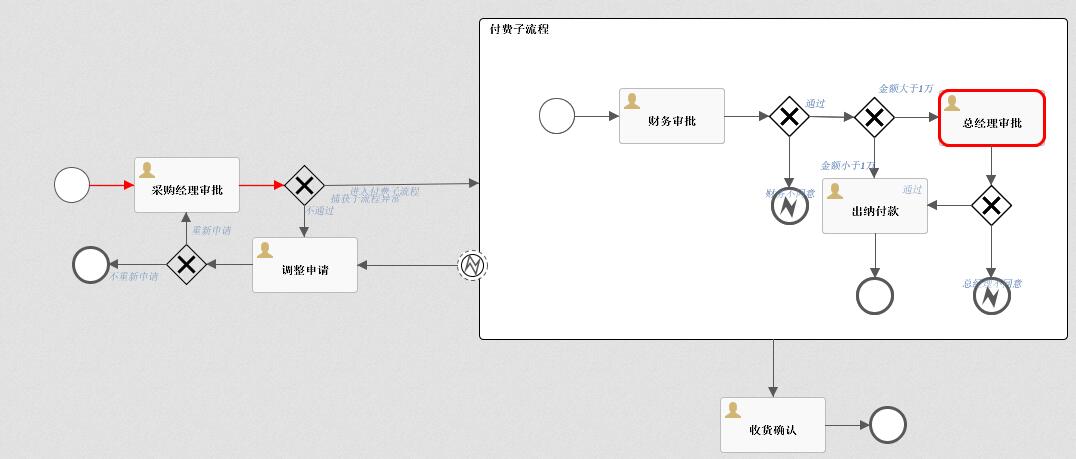 付费子流程
金额大于1万
通过
财务审批
总经理审批
金额小于1万
采购经理审批
进入付费子流程
捕获子流程异常
财务不同意
通过
出纳付款
不通过
重新申请
调整申请
不重新申请
总经理不同意
收货确认